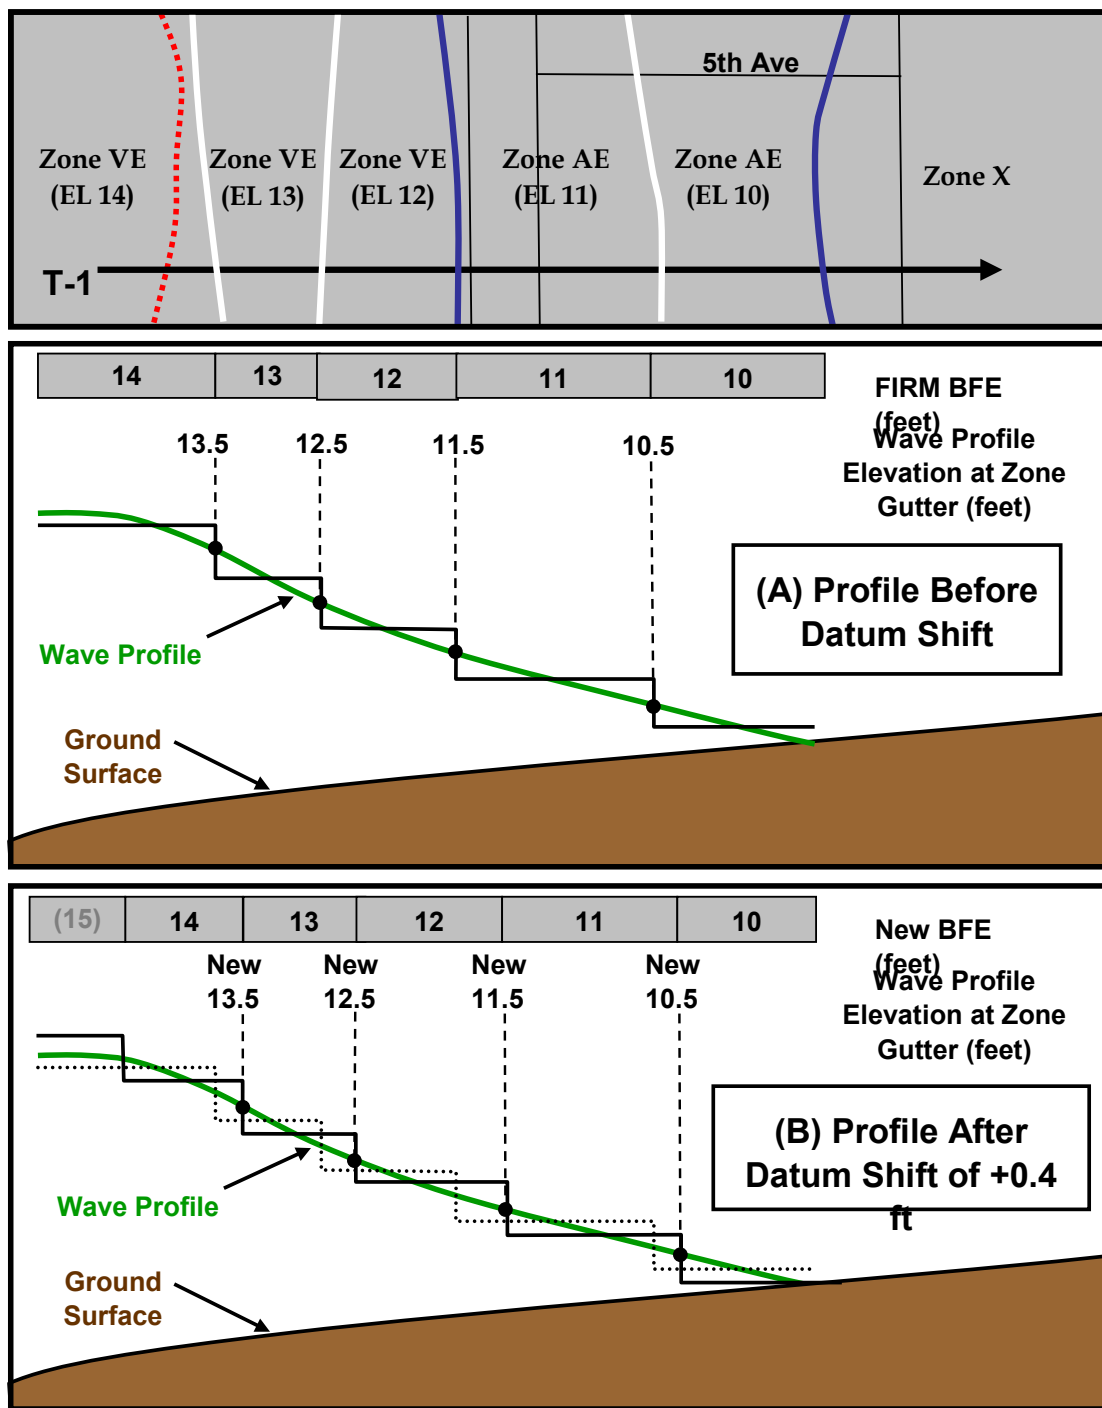 5th Ave
Zone VE
(EL 14)
Zone VE
(EL 13)
Zone VE
(EL 12)
Zone AE
(EL 11)
Zone AE
(EL 10)
Zone X
T-1
14
13
12
11
10
FIRM BFE
(feet)
13.5
12.5
11.5
10.5
Wave Profile
Elevation at Zone
Gutter (feet)
(A) Profile Before
Datum Shift
Wave Profile
Ground
Surface
(15)
14
13
12
11
10
New BFE
(feet)
New
13.5
New
12.5
New
11.5
New
10.5
Wave Profile
Elevation at Zone
Gutter (feet)
(B) Profile After
Datum Shift of +0.4
ft
Wave Profile
Ground
Surface